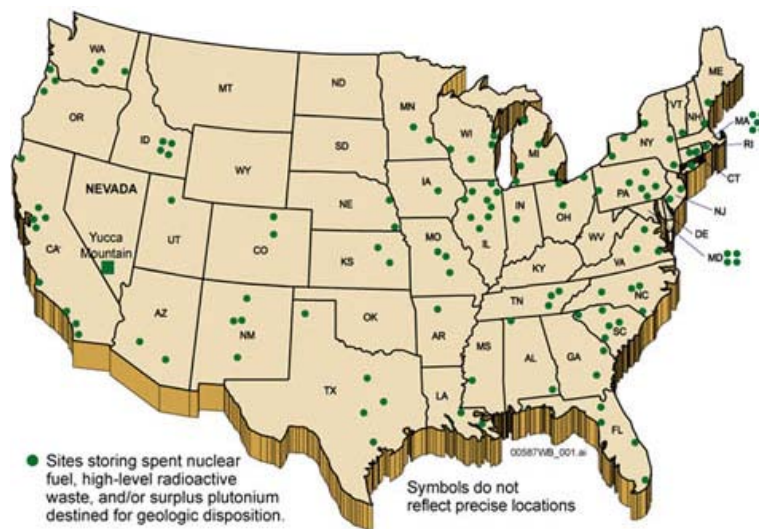 WA
MT
ND
MN
ME
VT
NH
OR
ID
SD
WI
MI
NY
MA
RI
CT
WY
NEVADA
IA
NE
PA
NJ
Yucca
Mountain
UT
CO
IL
IN
OH
WV
DE
MD
CA
KS
MO
KY
VA
AZ
NM
OK
AR
TN
NC
SC
TX
LA
MS
AL
GA
FL
00587WB_001.ai
Sites storing spent nuclear
fuel, high-level radioactive
waste, and/or surplus plutonium
destined for geologic disposition.
Symbols do not
reflect precise locations